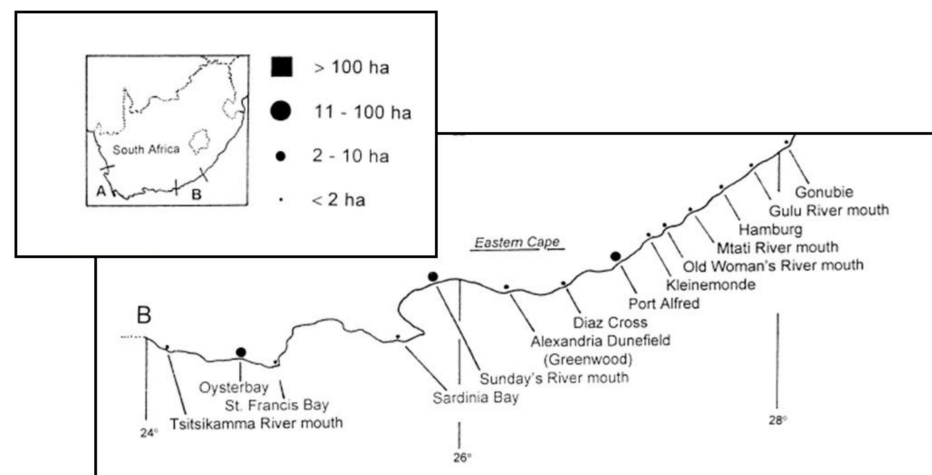 > 100 ha
11 - 100 ha
2 - 10 ha
< 2 ha
South Africa
A
B
Eastern Cape
B
Gonubie
Gulu River mouth
Hamburg
Mtati River mouth
Old Woman's River mouth
Kleinemonde
Port Alfred
Diaz Cross
Alexandria Dunefield
(Greenwood)
Sunday's River mouth
Sardinia Bay
Oysterbay
St. Francis Bay
Tsitsikamma River mouth
24°
26°
28°